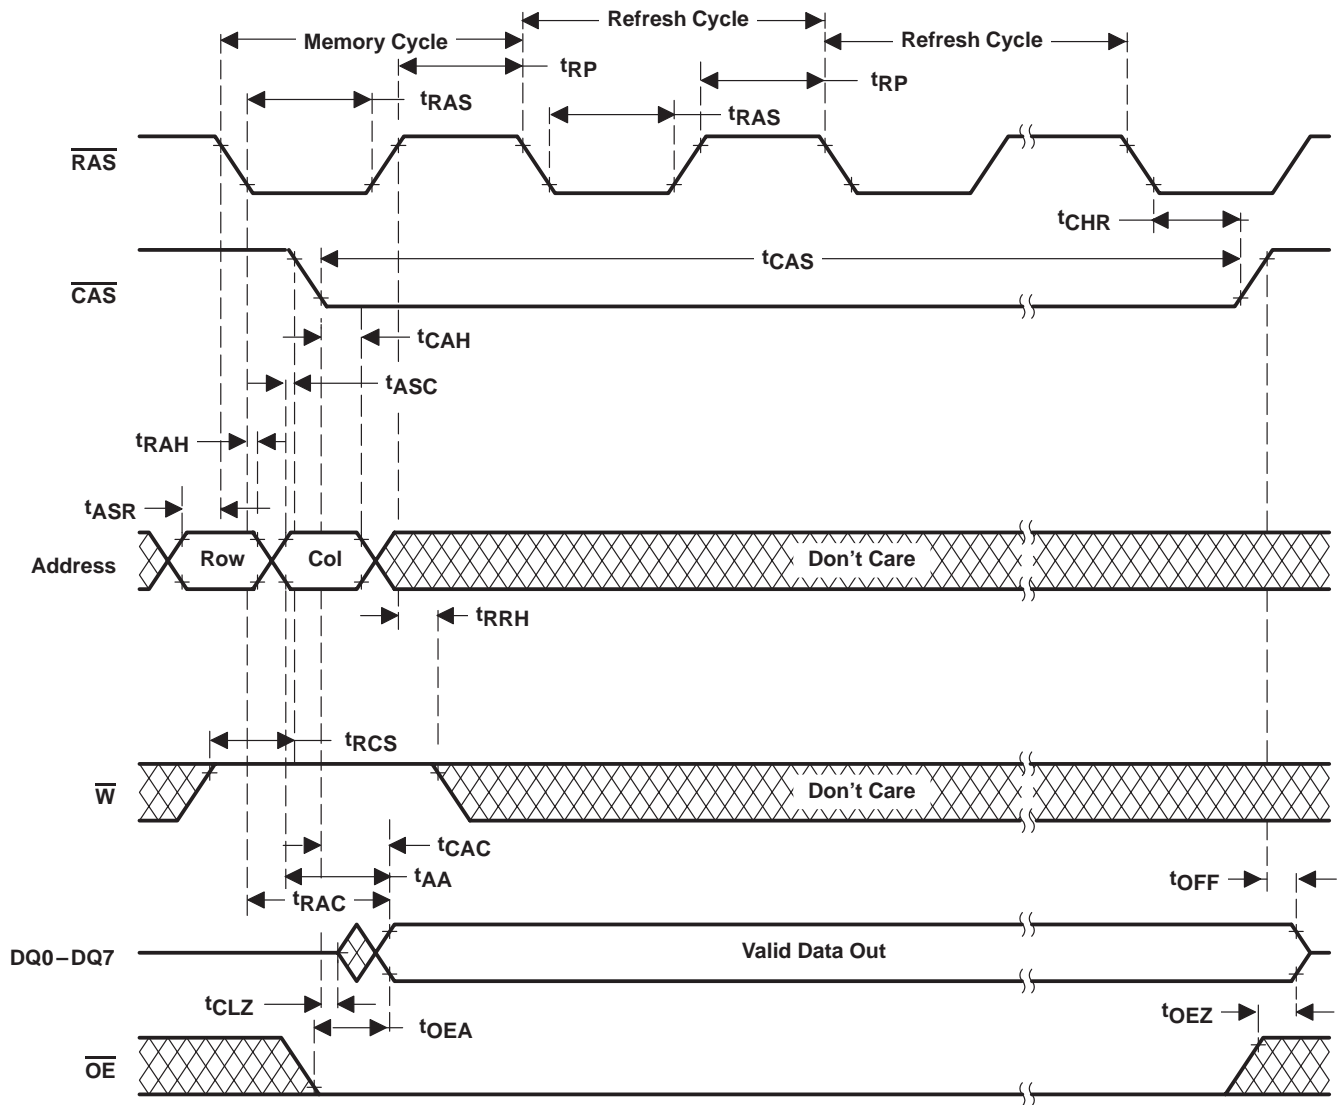 Refresh Cycle
Memory Cycle
Refresh Cycle
tRP
tRP
tRAS
tRAS
RAS
tCHR
tCAS
CAS
tCAH
tASC
tRAH
tASR
Address
Row
Col
Don't Care
tRRH
tRCS
W
Don't Care
tCAC
tAA
tOFF
tRAC
DQ0–DQ7
Valid Data Out
tCLZ
tOEA
tOEZ
OE